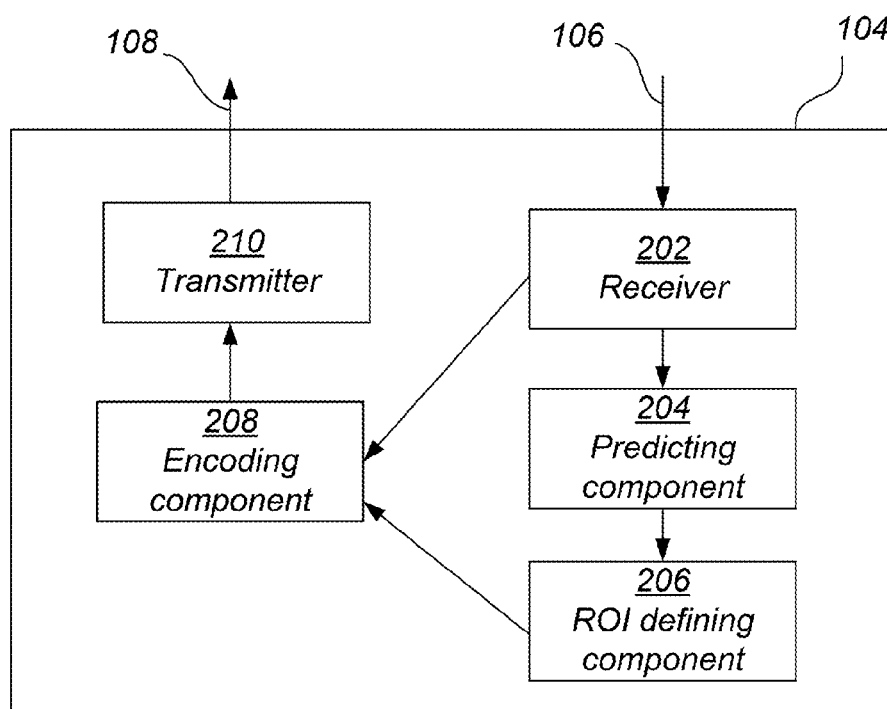 108
106
104
210
Transmitter
202
Receiver
208
Encoding
component
204
Predicting
component
206
ROI defining
component